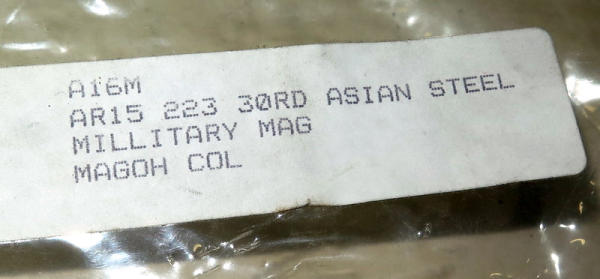 A16M
AR15 223 30RD ASIAN STEEL
MILLITARY MAG
MAGOH COL